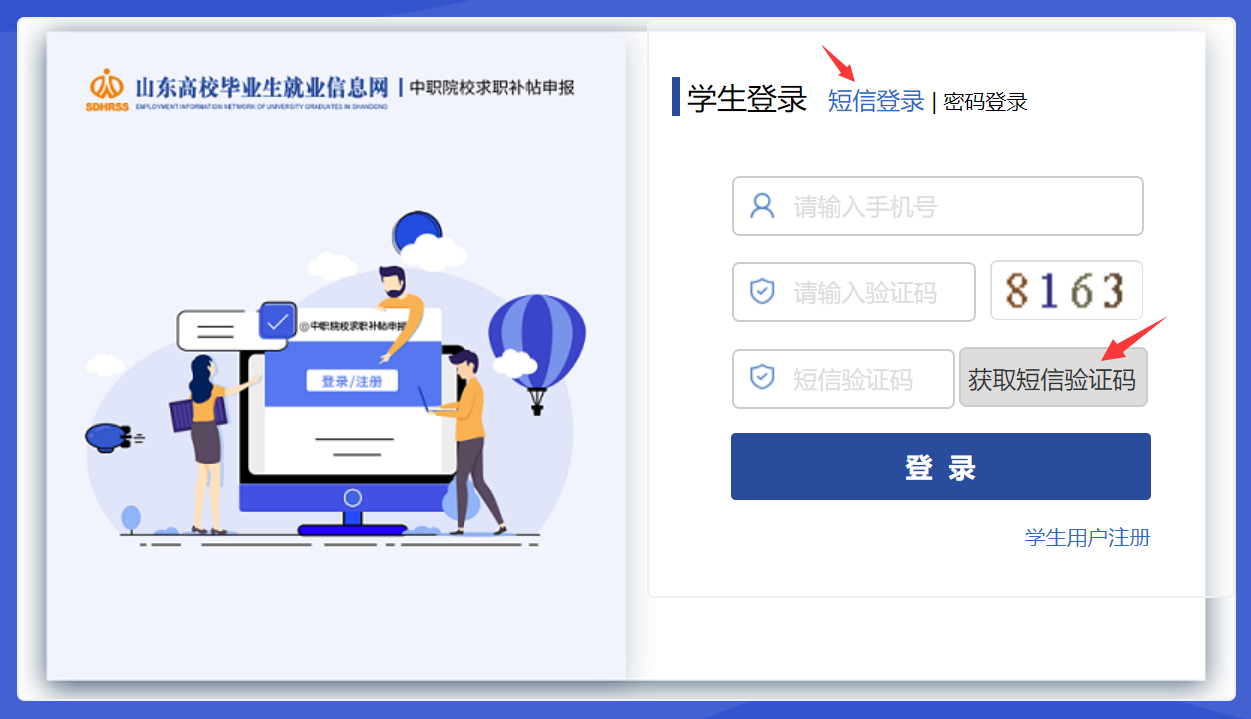 山东高校毕业生就业信息网 | 中职院校求职补帖申报
SDHRSS
EMPLOYMENT INFORMATION NETWORK OF UNIVERSITY GRADUATES IN SHANDONG
中职院校求职补帖申报
登录/注册
学生登录 短信登录 | 密码登录
请输入手机号
请输入验证码 8163
短信验证码 获取短信验证码
登 录
学生用户注册